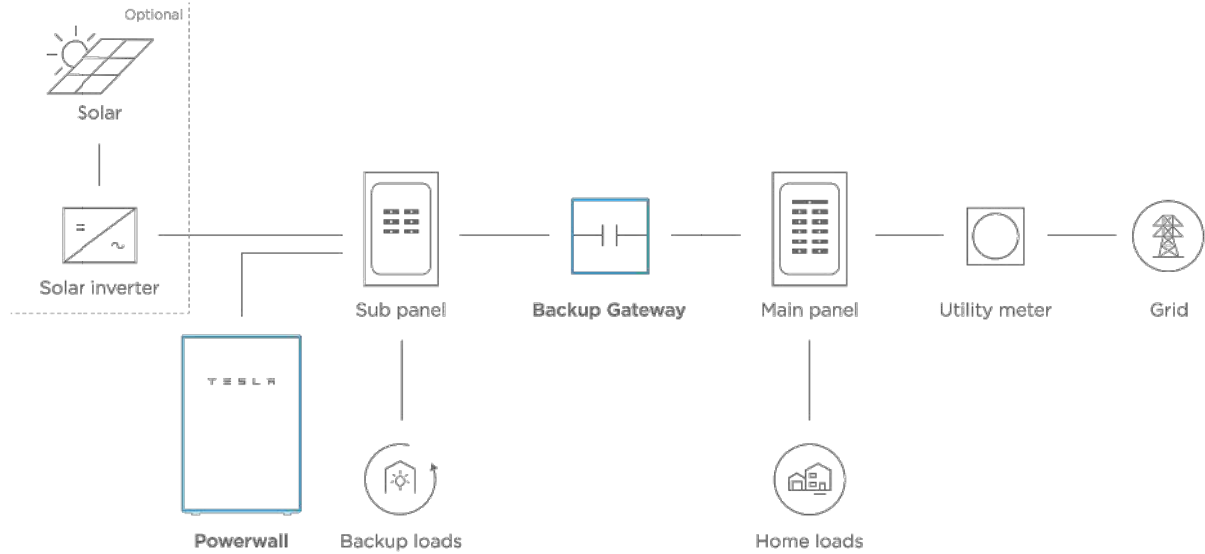 Optional
Solar
Solar inverter
Sub panel
Backup Gateway
Main panel
Utility meter
Grid
TESLA
Powerwall
Backup loads
Home loads